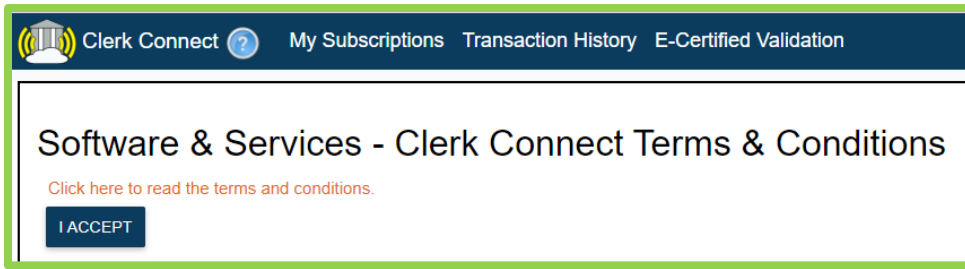 Clerk Connect ? My Subscriptions Transaction History E-Certified Validation
Software & Services - Clerk Connect Terms & Conditions
Click here to read the terms and conditions.
I ACCEPT